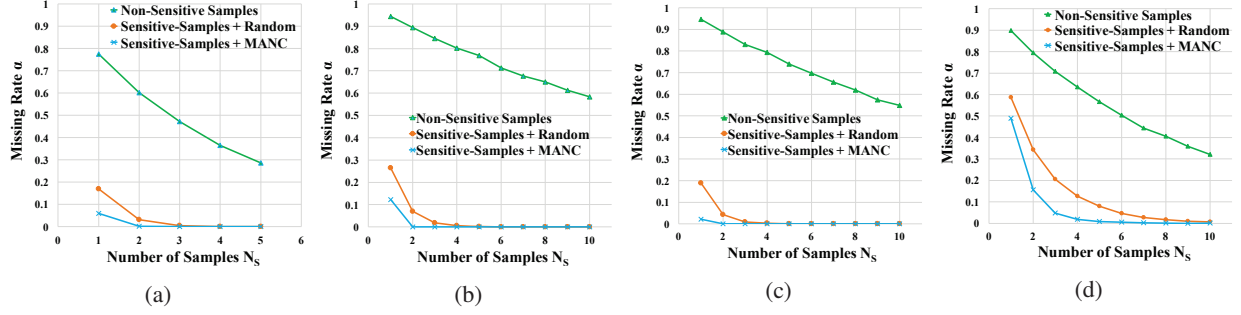 Missing Rate α
1
0.9
0.8
0.7
0.6
0.5
0.4
0.3
0.2
0.1
0
Non-Sensitive Samples
Sensitive-Samples + Random
Sensitive-Samples + MANC
0 1 2 3 4 5 6
Number of Samples N_S
(a)
Missing Rate α
1
0.9
0.8
0.7
0.6
0.5
0.4
0.3
0.2
0.1
0
Non-Sensitive Samples
Sensitive-Samples + Random
Sensitive-Samples + MANC
0 2 4 6 8 10
Number of Samples N_S
(b)
Missing Rate α
1
0.9
0.8
0.7
0.6
0.5
0.4
0.3
0.2
0.1
0
Non-Sensitive Samples
Sensitive-Samples + Random
Sensitive-Samples + MANC
0 2 4 6 8 10
Number of Samples N_S
(c)
Missing Rate α
1
0.9
0.8
0.7
0.6
0.5
0.4
0.3
0.2
0.1
0
Non-Sensitive Samples
Sensitive-Samples + Random
Sensitive-Samples + MANC
0 2 4 6 8 10
Number of Samples N_S
(d)